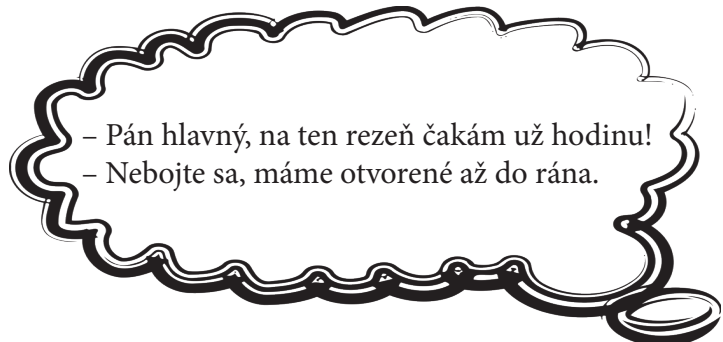 – Pán hlavný, na ten rezeň čakám už hodinu!
– Nebojte sa, máme otvorené až do rána.